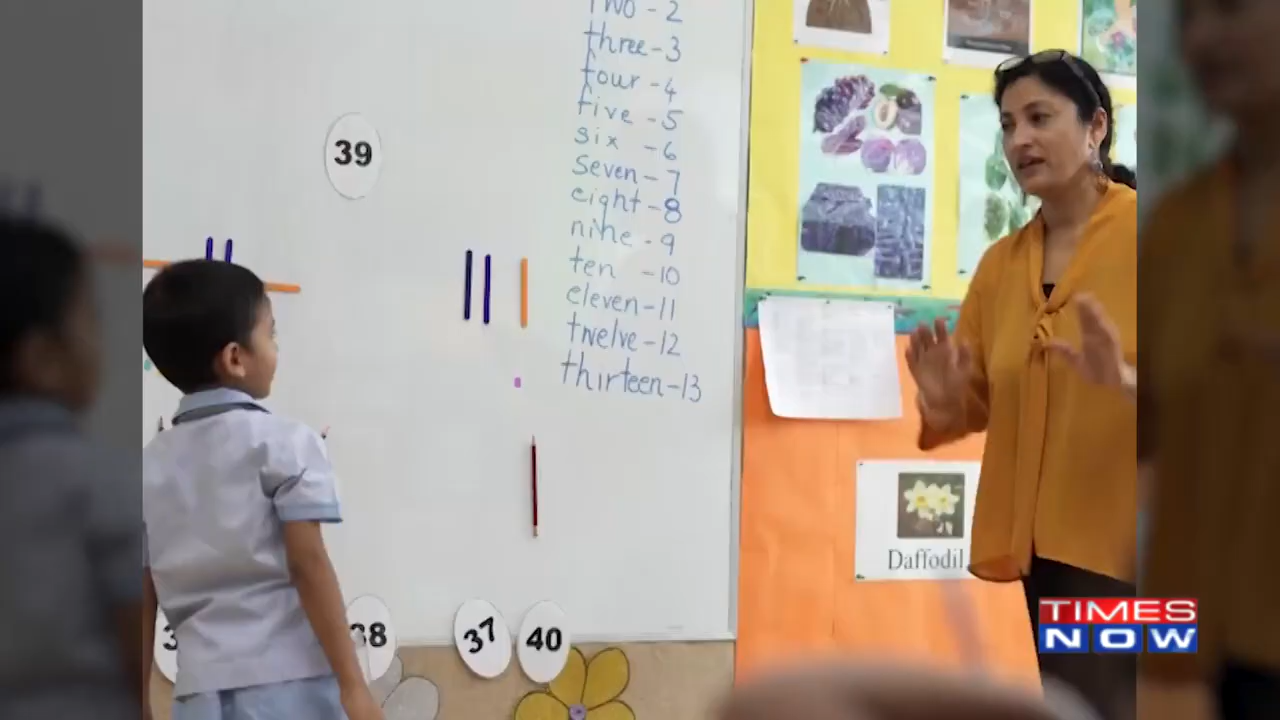 two - 2
three - 3
four - 4
five - 5
six - 6
seven - 7
eight - 8
nine - 9
ten - 10
eleven - 11
twelve - 12
thirteen - 13
39
38
37
40
Daffodil
TIMES
NOW